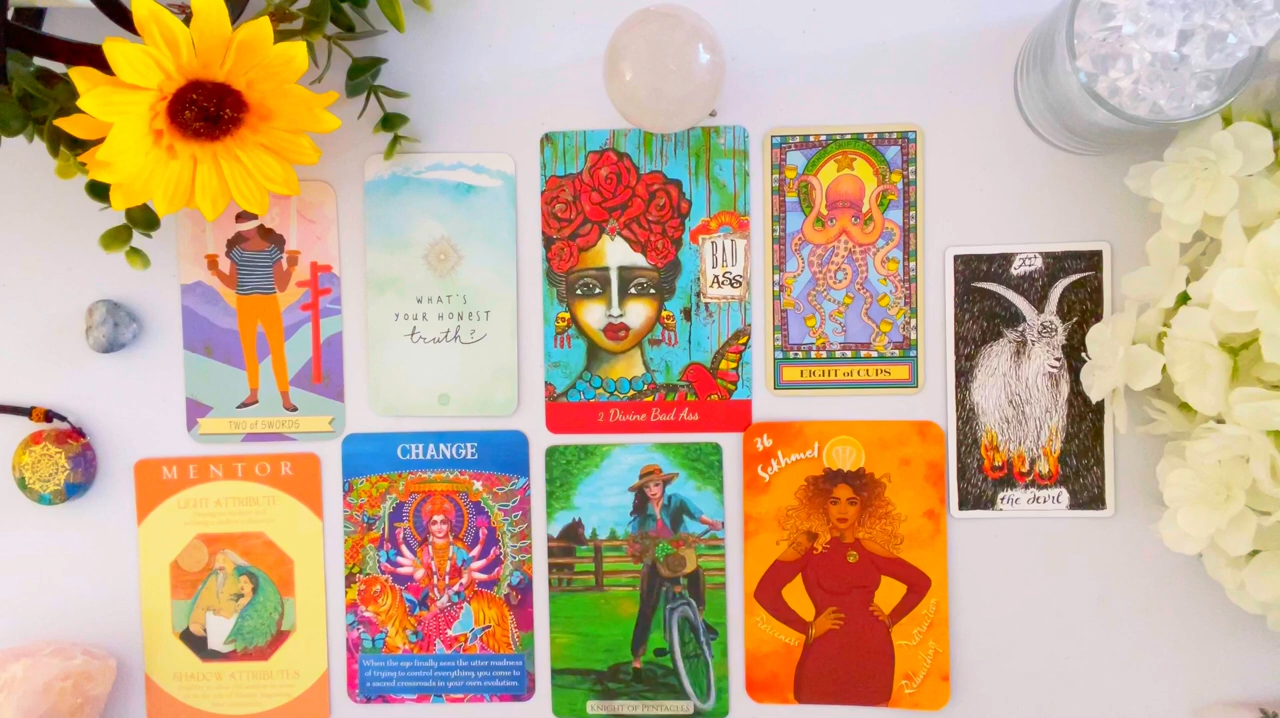 TWO of SWORDS
WHAT'S
YOUR HONEST
truth?
BAD
ASS
2 Divine Bad Ass
EIGHT of CUPS
XV
the devil
MENTOR
LIGHT ATTRIBUTE
SHADOW ATTRIBUTES
CHANGE
When the ego finally sees the utter madness
of trying to control everything, you come to
a sacred crossroads in your own evolution.
KNIGHT OF PENTACLES
36
Sekhmet
Fierceness
Destruction
Rebuilding